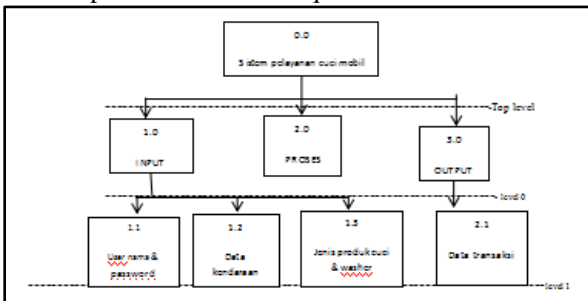 0.0
Sistem pelayanan cuci mobil
Top level
1.0
INPUT
2.0
PROSES
3.0
OUTPUT
level 0
1.1
User nama &
password
1.2
Data
kendaraan
1.3
Jenis produk cuci
& washer
2.1
Data transaksi
level 1